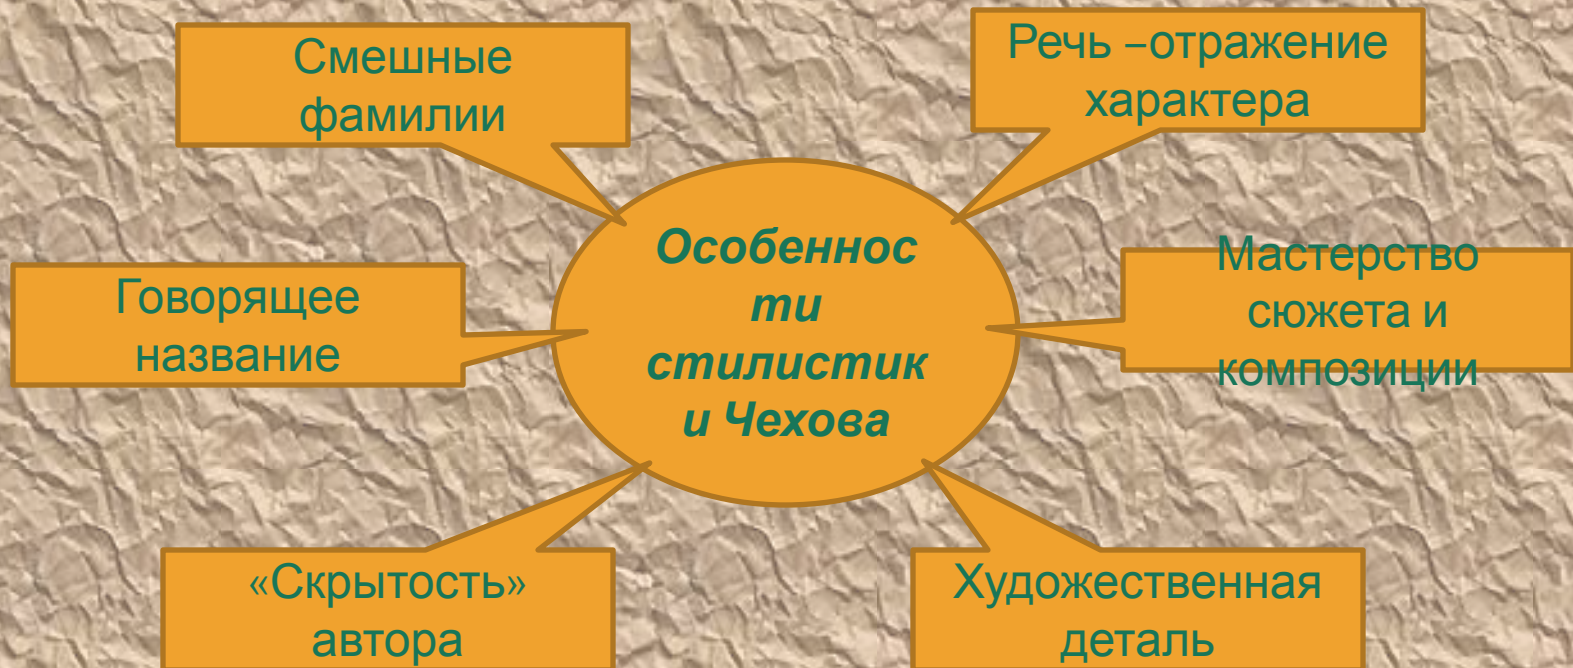 Смешные
фамилии
Речь –отражение
характера
Особеннос
ти
стилистик
и Чехова
Говорящее
название
Мастерство
сюжета и
композиции
«Скрытость»
автора
Художественная
деталь